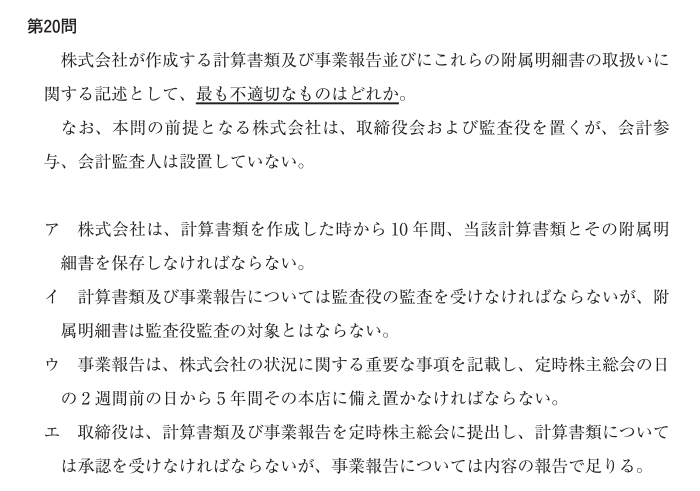 第20問
株式会社が作成する計算書類及び事業報告並びにこれらの附属明細書の取扱いに
関する記述として、最も不適切なものはどれか。
なお、本問の前提となる株式会社は、取締役会および監査役を置くが、会計参
与、会計監査人は設置していない。
ア 株式会社は、計算書類を作成した時から 10 年間、当該計算書類とその附属明
細書を保存しなければならない。
イ 計算書類及び事業報告については監査役の監査を受けなければならないが、附
属明細書は監査役監査の対象とはならない。
ウ 事業報告は、株式会社の状況に関する重要な事項を記載し、定時株主総会の日
の 2 週間前の日から 5 年間その本店に備え置かなければならない。
エ 取締役は、計算書類及び事業報告を定時株主総会に提出し、計算書類について
は承認を受けなければならないが、事業報告については内容の報告で足りる。